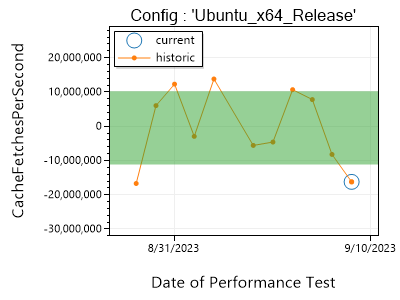 Config : 'Ubuntu_x64_Release'
current
historic
CacheFetchesPerSecond
20,000,000
10,000,000
0
-10,000,000
-20,000,000
-30,000,000
8/31/2023
9/10/2023
Date of Performance Test